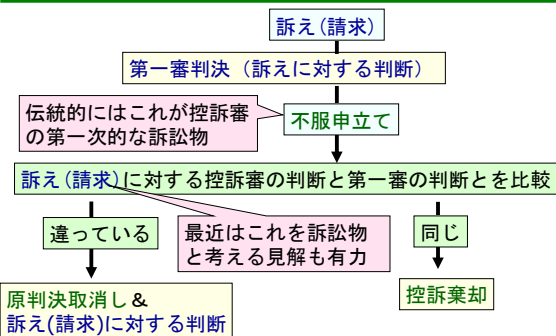 訴え(請求)
第一審判決（訴えに対する判断）
伝統的にはこれが控訴審
の第一次的な訴訟物
不服申立て
訴え(請求)に対する控訴審の判断と第一審の判断とを比較
違っている
最近はこれを訴訟物
と考える見解も有力
同じ
原判決取消し＆
訴え(請求)に対する判断
控訴棄却